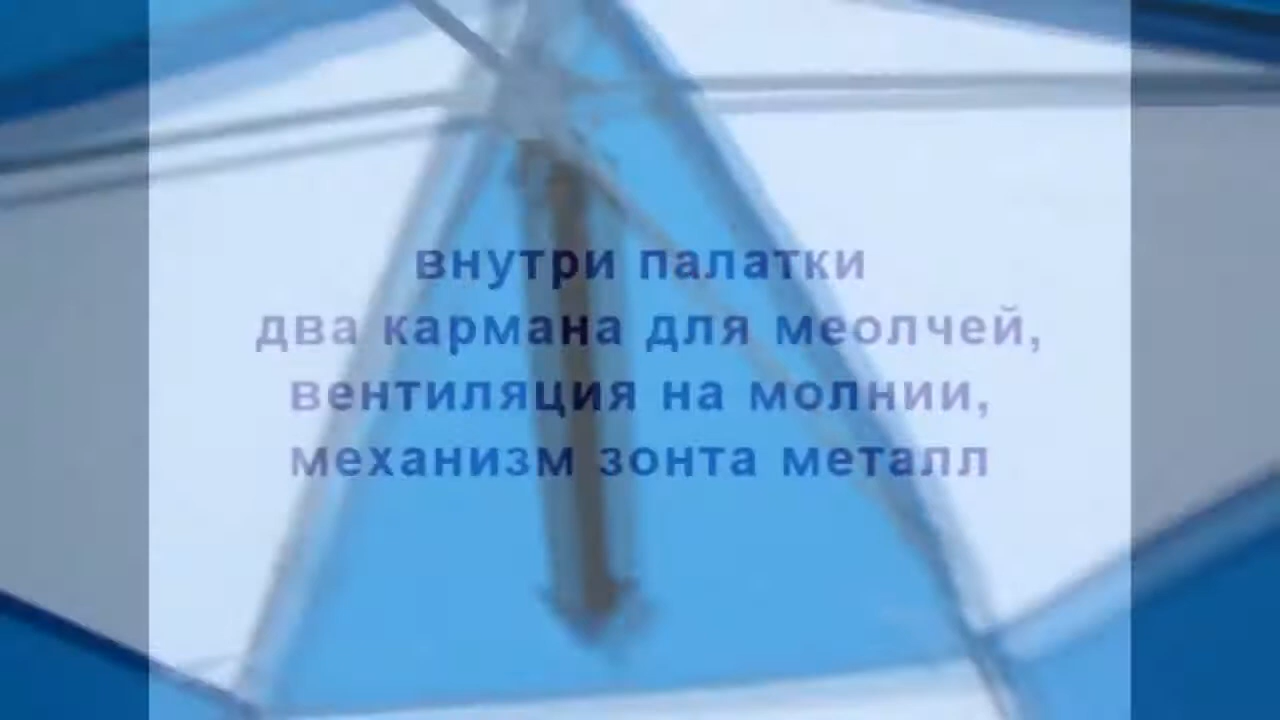 внутри палатки
два кармана для меолчей,
вентиляция на молнии,
механизм зонта металл